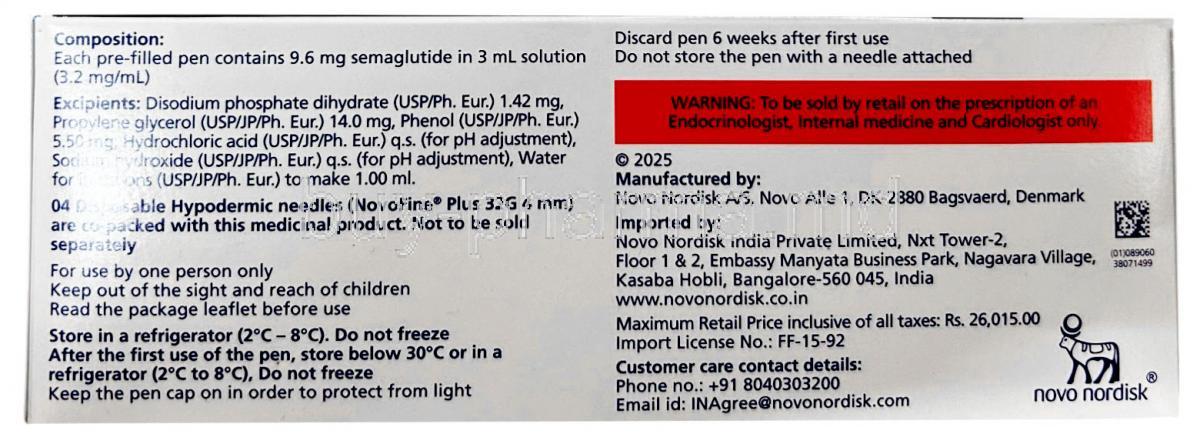 Composition:
Each pre-filled pen contains 9.6 mg semaglutide in 3 mL solution
(3.2 mg/mL)
Excipients: Disodium phosphate dihydrate (USP/Ph. Eur.) 1.42 mg,
Propylene glycerol (USP/JP/Ph. Eur.) 14.0 mg, Phenol (USP/JP/Ph. Eur.)
5.50 mg, Hydrochloric acid (USP/JP/Ph. Eur.) q.s. (for pH adjustment),
Sodium hydroxide (USP/JP/Ph. Eur.) q.s. (for pH adjustment), Water
for injections (USP/JP/Ph. Eur.) to make 1.00 ml.
04 Disposable Hypodermic needles (NovoFine® Plus 32G 4 mm)
are co-packed with this medicinal product. Not to be sold
separately
For use by one person only
Keep out of the sight and reach of children
Read the package leaflet before use
Store in a refrigerator (2°C – 8°C). Do not freeze
After the first use of the pen, store below 30°C or in a
refrigerator (2°C to 8°C), Do not freeze
Keep the pen cap on in order to protect from light
Discard pen 6 weeks after first use
Do not store the pen with a needle attached
WARNING: To be sold by retail on the prescription of an
Endocrinologist, Internal medicine and Cardiologist only.
© 2025
Manufactured by:
Novo Nordisk A/S, Novo Alle 1, DK-2880 Bagsvaerd, Denmark
Imported by:
Novo Nordisk India Private Limited, Nxt Tower-2,
Floor 1 & 2, Embassy Manyata Business Park, Nagavara Village,
Kasaba Hobli, Bangalore-560 045, India
www.novonordisk.co.in
(01)089060
38071499
Maximum Retail Price inclusive of all taxes: Rs. 26,015.00
Import License No.: FF-15-92
Customer care contact details:
Phone no.: +91 8040303200
Email id: INAgree@novonordisk.com
novo nordisk®
buy-pharma.md